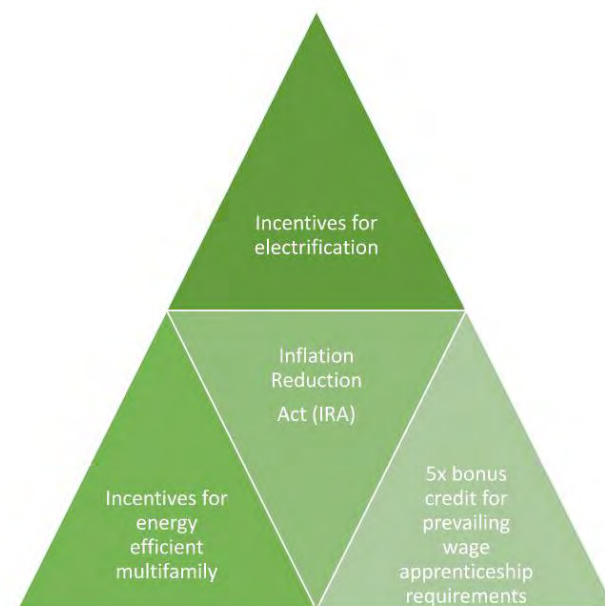 Incentives for
electrification
Inflation
Reduction
Act (IRA)
Incentives for
energy
efficient
multifamily
5x bonus
credit for
prevailing
wage
apprenticeship
requirements